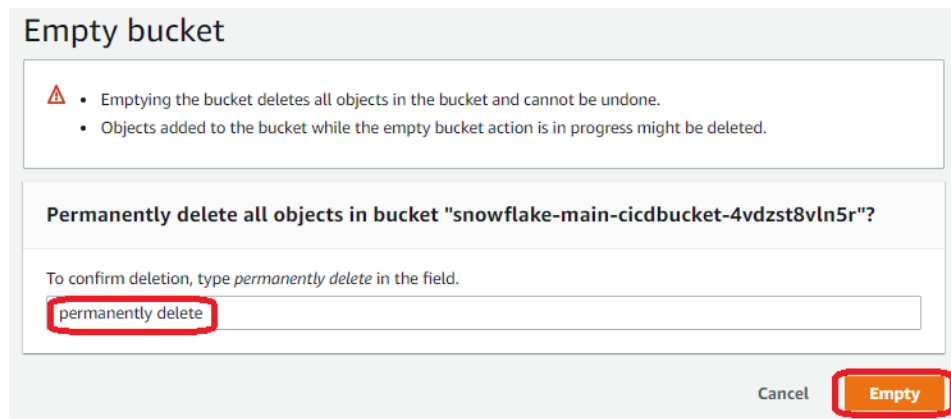 Empty bucket
• Emptying the bucket deletes all objects in the bucket and cannot be undone.
• Objects added to the bucket while the empty bucket action is in progress might be deleted.
Permanently delete all objects in bucket "snowflake-main-cicdbucket-4vdzst8vln5r"?
To confirm deletion, type permanently delete in the field.
permanently delete
Cancel Empty